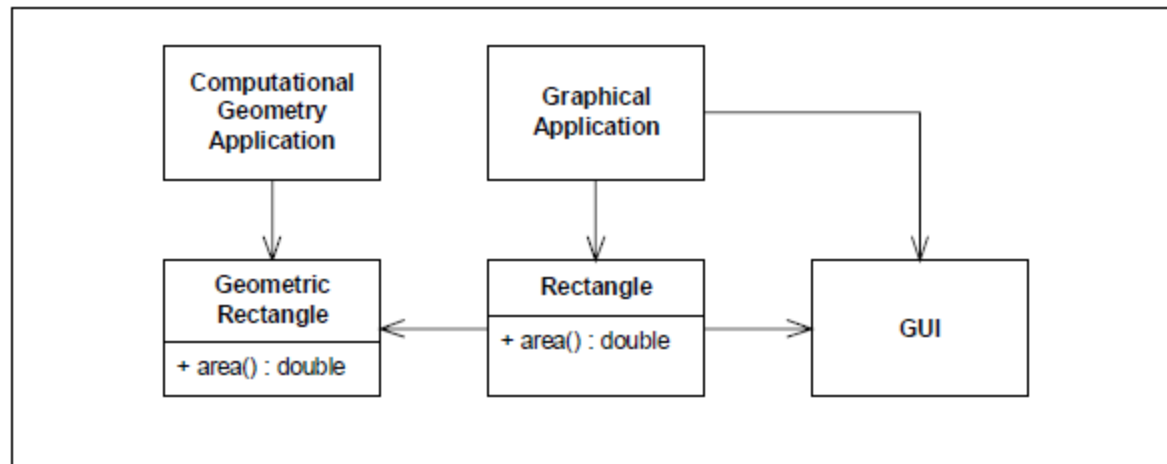 Computational
Geometry
Application
Graphical
Application
Geometric
Rectangle
+ area() : double
Rectangle
+ area() : double
GUI